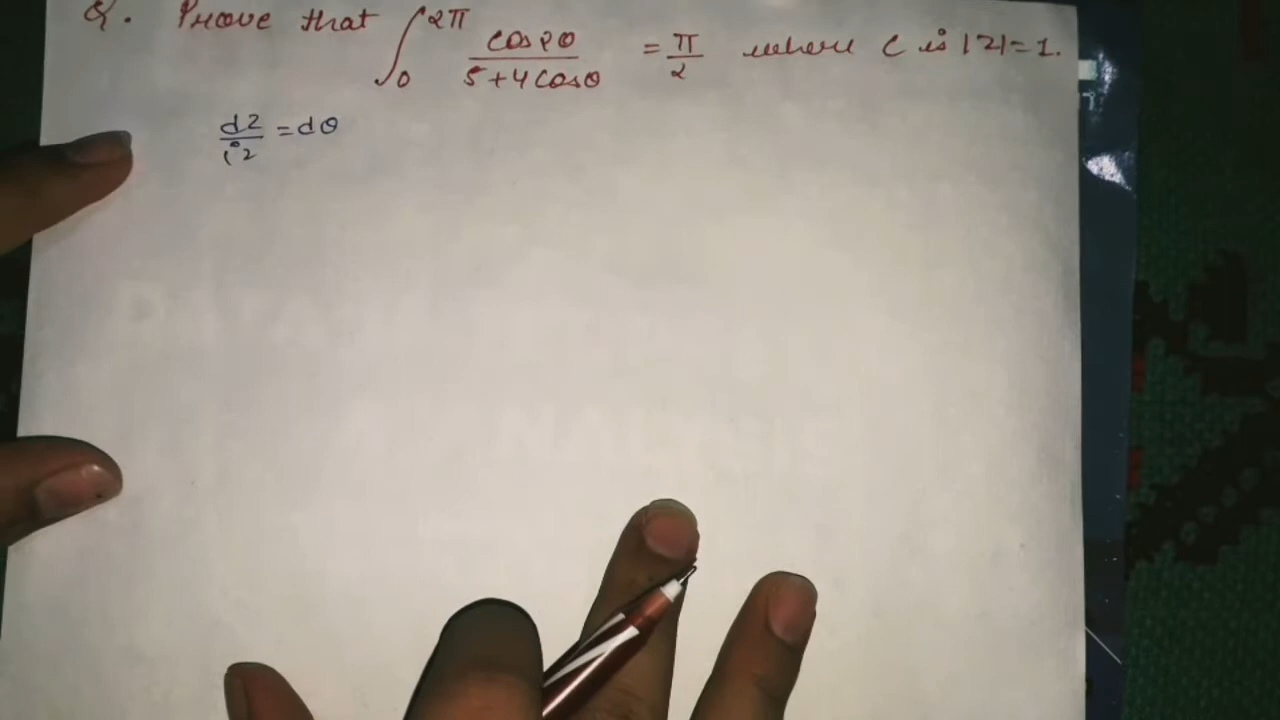 Q. Prove that ∫₀^2π cos2θ / 5+4cosθ = π/2 where C is |z|=1.
dz/iz = dθ